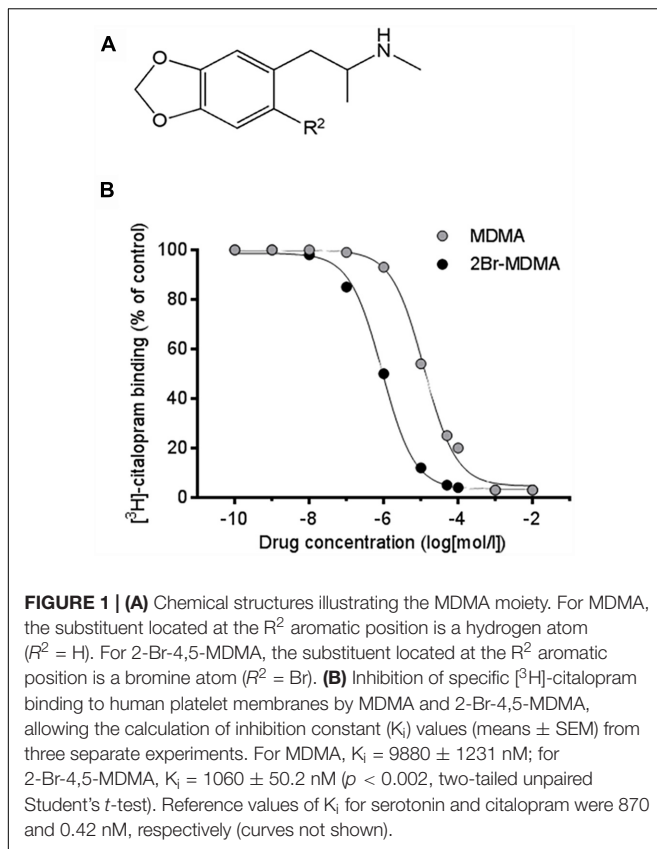 A
H
N
O
O
R²
B
MDMA
2Br-MDMA
[³H]-citalopram binding (% of control)
100
80
60
40
20
0
-10 -8 -6 -4 -2
Drug concentration (log[mol/l])
FIGURE 1 | (A) Chemical structures illustrating the MDMA moiety. For MDMA,
the substituent located at the R² aromatic position is a hydrogen atom
(R² = H). For 2-Br-4,5-MDMA, the substituent located at the R² aromatic
position is a bromine atom (R² = Br). (B) Inhibition of specific [³H]-citalopram
binding to human platelet membranes by MDMA and 2-Br-4,5-MDMA,
allowing the calculation of inhibition constant (Kᵢ) values (means ± SEM) from
three separate experiments. For MDMA, Kᵢ = 9880 ± 1231 nM; for
2-Br-4,5-MDMA, Kᵢ = 1060 ± 50.2 nM (p < 0.002, two-tailed unpaired
Student's t-test). Reference values of Kᵢ for serotonin and citalopram were 870
and 0.42 nM, respectively (curves not shown).